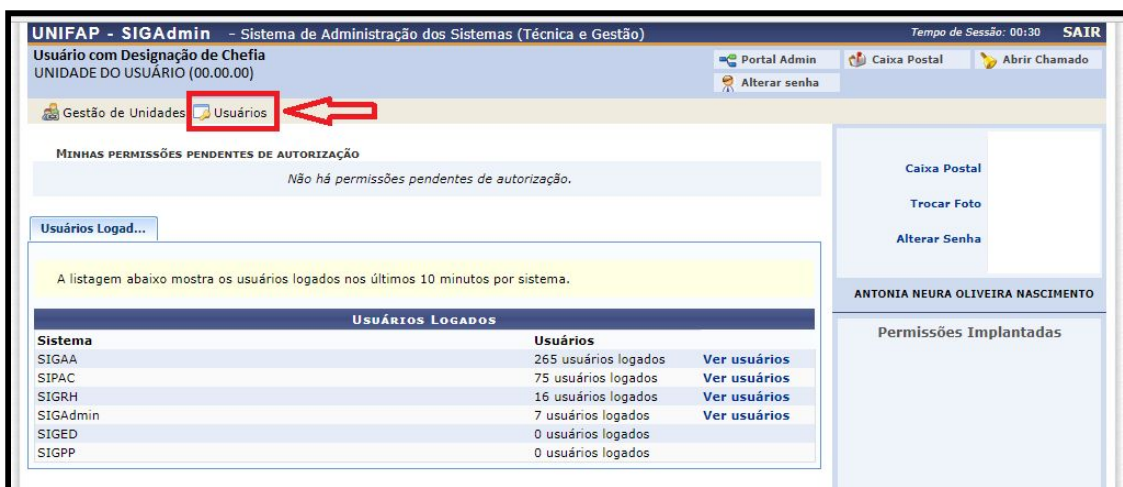 UNIFAP - SIGAdmin - Sistema de Administração dos Sistemas (Técnica e Gestão) Tempo de Sessão: 00:30 SAIR
Usuário com Designação de Chefia
UNIDADE DO USUÁRIO (00.00.00)
Portal Admin Caixa Postal Abrir Chamado
Alterar senha
Gestão de Unidades Usuários
MINHAS PERMISSÕES PENDENTES DE AUTORIZAÇÃO
Não há permissões pendentes de autorização.
Usuários Logad...
A listagem abaixo mostra os usuários logados nos últimos 10 minutos por sistema.
USUÁRIOS LOGADOS
Sistema Usuários
SIGAA 265 usuários logados Ver usuários
SIPAC 75 usuários logados Ver usuários
SIGRH 16 usuários logados Ver usuários
SIGAdmin 7 usuários logados Ver usuários
SIGED 0 usuários logados
SIGPP 0 usuários logados
Caixa Postal
Trocar Foto
Alterar Senha
ANTONIA NEURA OLIVEIRA NASCIMENTO
Permissões Implantadas